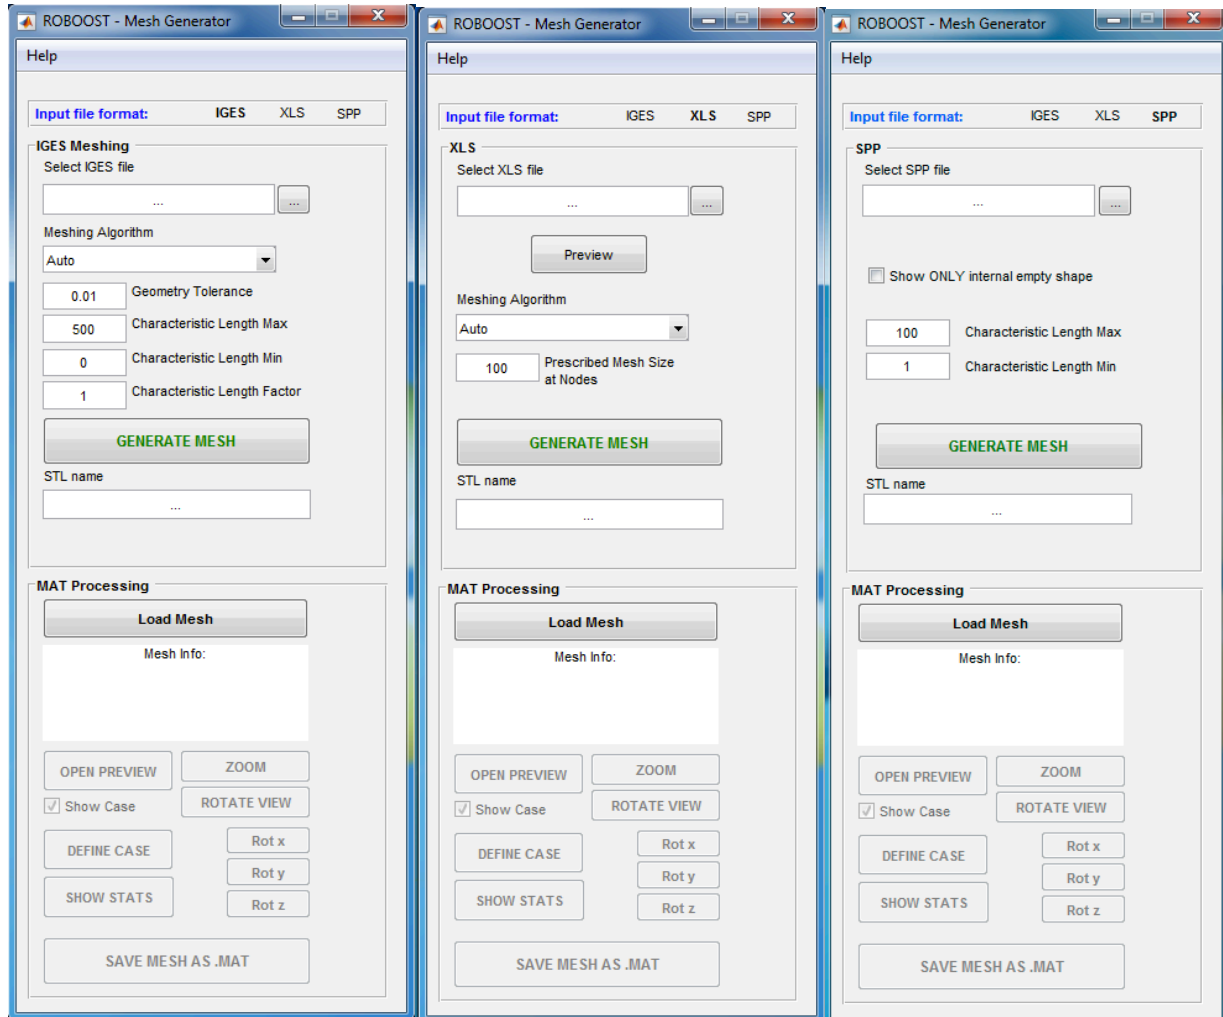 ROBOOST - Mesh Generator
Help
Input file format: IGES XLS SPP
IGES Meshing
Select IGES file
...
...
Meshing Algorithm
Auto
0.01 Geometry Tolerance
500 Characteristic Length Max
0 Characteristic Length Min
1 Characteristic Length Factor
GENERATE MESH
STL name
...
MAT Processing
Load Mesh
Mesh Info:
OPEN PREVIEW ZOOM
Show Case ROTATE VIEW
DEFINE CASE Rot x
Rot y
SHOW STATS Rot z
SAVE MESH AS .MAT
ROBOOST - Mesh Generator
Help
Input file format: IGES XLS SPP
XLS
Select XLS file
...
...
Preview
Meshing Algorithm
Auto
100 Prescribed Mesh Size
at Nodes
GENERATE MESH
STL name
...
MAT Processing
Load Mesh
Mesh Info:
OPEN PREVIEW ZOOM
Show Case ROTATE VIEW
DEFINE CASE Rot x
Rot y
SHOW STATS Rot z
SAVE MESH AS .MAT
ROBOOST - Mesh Generator
Help
Input file format: IGES XLS SPP
SPP
Select SPP file
...
...
Show ONLY internal empty shape
100 Characteristic Length Max
1 Characteristic Length Min
GENERATE MESH
STL name
...
MAT Processing
Load Mesh
Mesh Info:
OPEN PREVIEW ZOOM
Show Case ROTATE VIEW
DEFINE CASE Rot x
Rot y
SHOW STATS Rot z
SAVE MESH AS .MAT